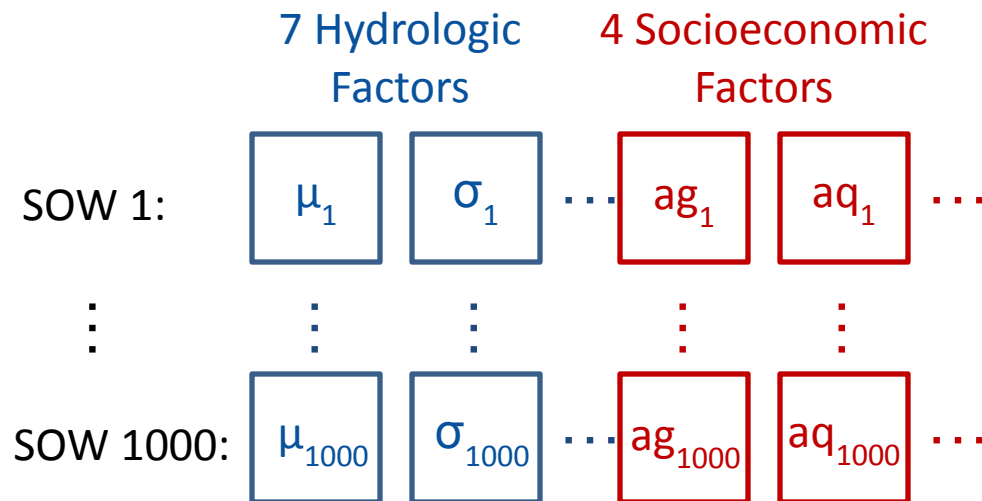 7 Hydrologic Factors
4 Socioeconomic Factors
SOW 1: μ1 σ1 ... ag1 aq1 ...
⋮ ⋮ ⋮ ⋮ ⋮
SOW 1000: μ1000 σ1000 ... ag1000 aq1000 ...